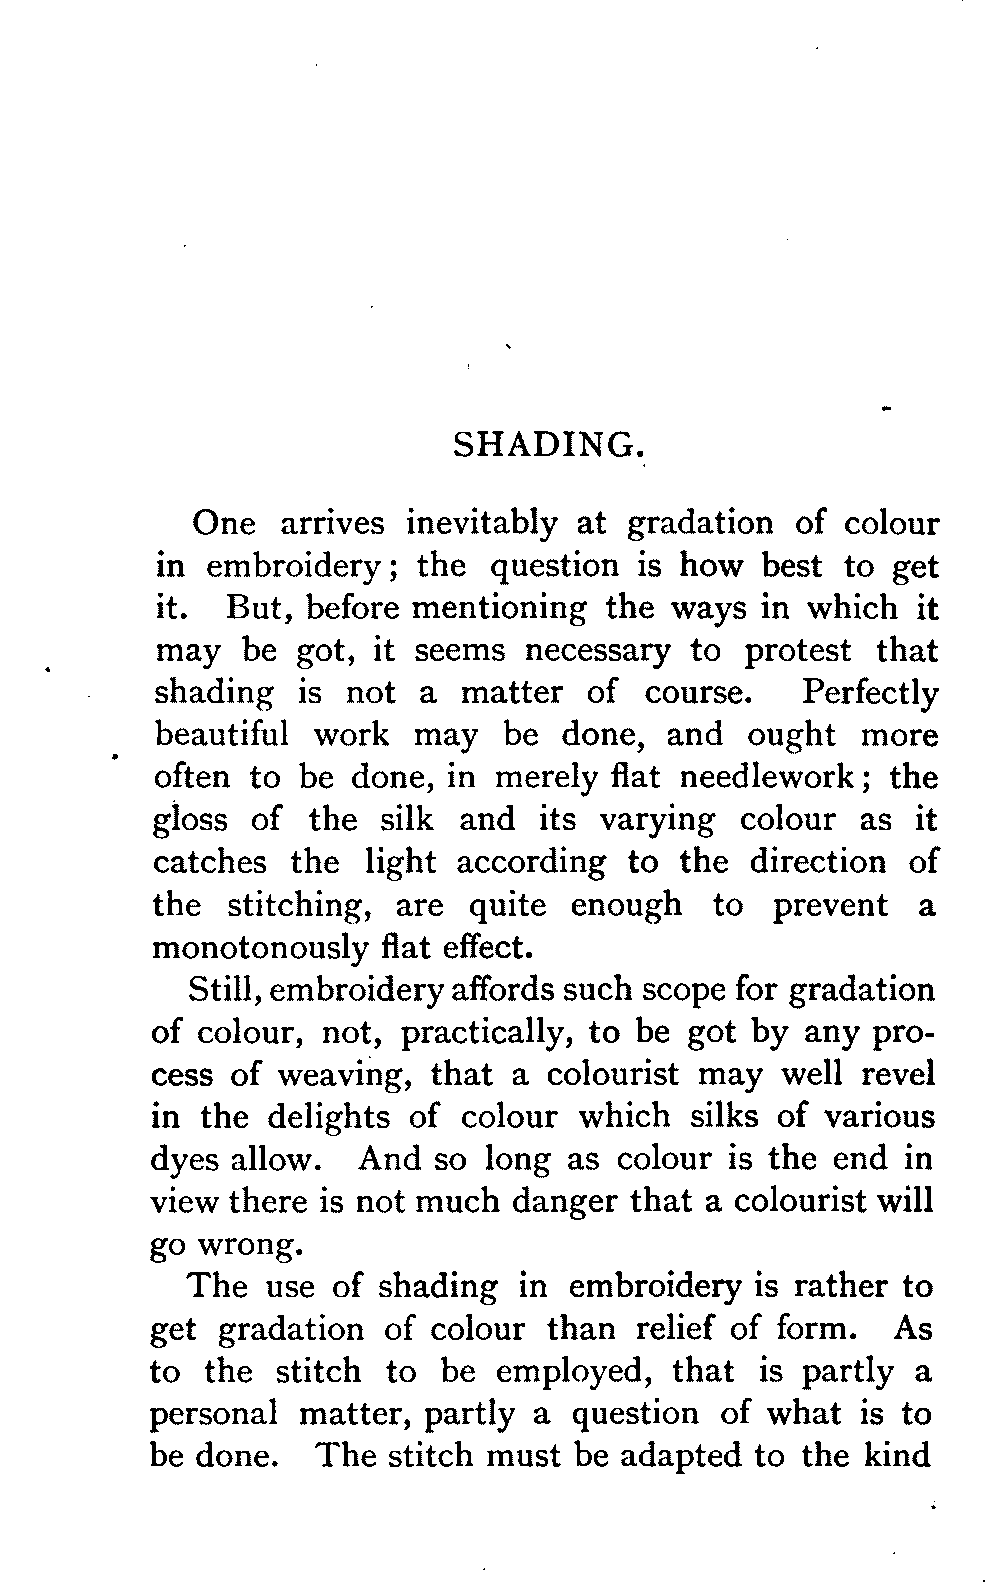 SHADING.
One arrives inevitably at gradation of colour
in embroidery; the question is how best to get
it. But, before mentioning the ways in which it
may be got, it seems necessary to protest that
shading is not a matter of course. Perfectly
beautiful work may be done, and ought more
often to be done, in merely flat needlework; the
gloss of the silk and its varying colour as it
catches the light according to the direction of
the stitching, are quite enough to prevent a
monotonously flat effect.
Still, embroidery affords such scope for gradation
of colour, not, practically, to be got by any pro-
cess of weaving, that a colourist may well revel
in the delights of colour which silks of various
dyes allow. And so long as colour is the end in
view there is not much danger that a colourist will
go wrong.
The use of shading in embroidery is rather to
get gradation of colour than relief of form. As
to the stitch to be employed, that is partly a
personal matter, partly a question of what is to
be done. The stitch must be adapted to the kind